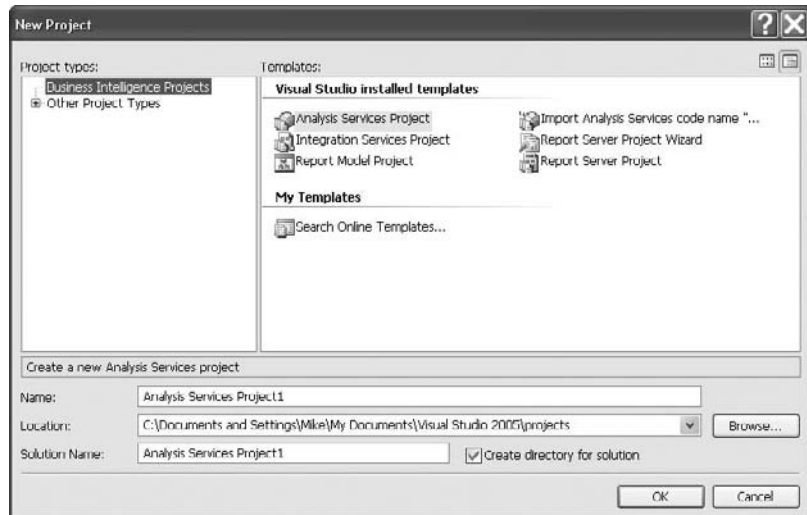 New Project
Project types:
Business Intelligence Projects
Other Project Types
Templates:
Visual Studio installed templates
Analysis Services Project
Import Analysis Services code name "...
Integration Services Project
Report Server Project Wizard
Report Model Project
Report Server Project
My Templates
Search Online Templates...
Create a new Analysis Services project
Name:
Analysis Services Project1
Location:
C:\Documents and Settings\Mike\My Documents\Visual Studio 2005\projects
Browse...
Solution Name:
Analysis Services Project1
Create directory for solution
OK
Cancel